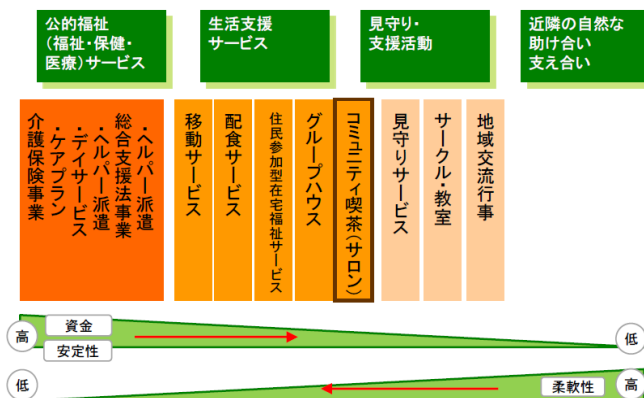 公的福祉
(福祉・保健・
医療)サービス
生活支援
サービス
見守り・
支援活動
近隣の自然な
助け合い
支え合い
介護保険事業
・ケアプラン
・デイサービス
・ヘルパー派遣
総合支援法事業
・ヘルパー派遣
移動サービス
配食サービス
住民参加型在宅福祉サービス
グループハウス
コミュニティ喫茶(サロン)
見守りサービス
サークル・教室
地域交流行事
高
資金
安定性
低
低
柔軟性
高